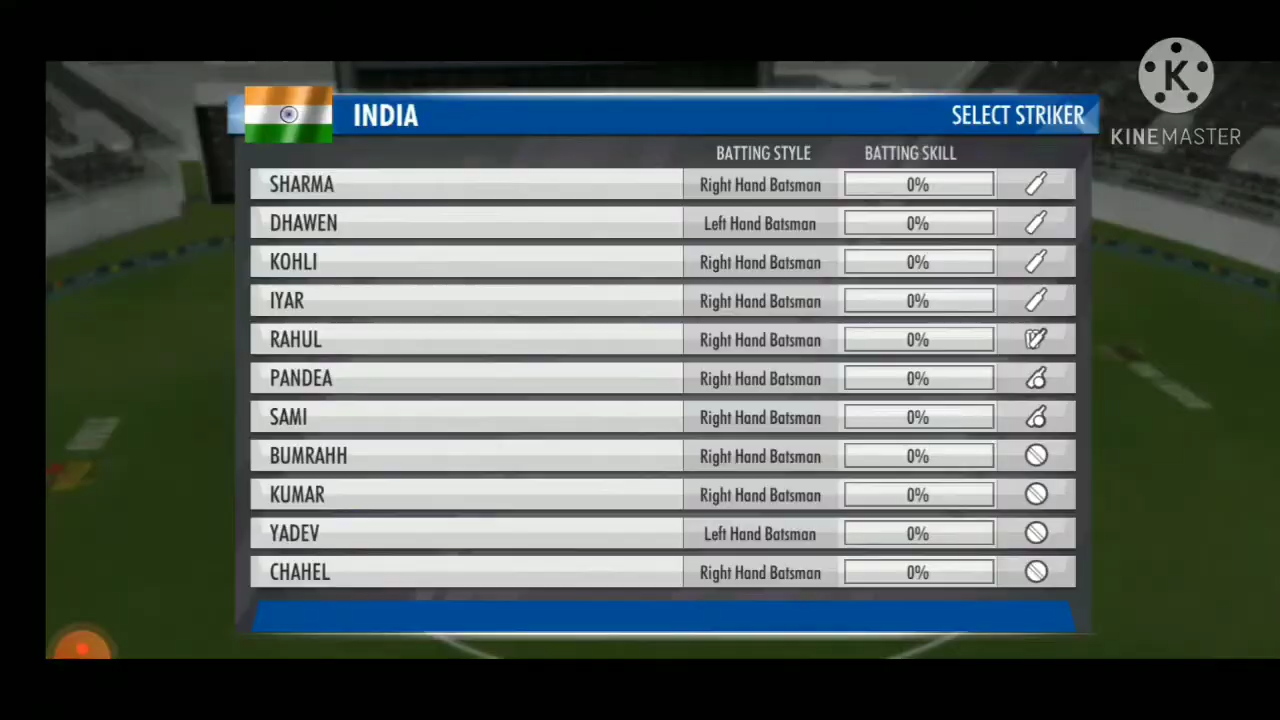 K
KINEMASTER
INDIA SELECT STRIKER
BATTING STYLE BATTING SKILL
SHARMA Right Hand Batsman 0%
DHAWEN Left Hand Batsman 0%
KOHLI Right Hand Batsman 0%
IYAR Right Hand Batsman 0%
RAHUL Right Hand Batsman 0%
PANDEA Right Hand Batsman 0%
SAMI Right Hand Batsman 0%
BUMRAHH Right Hand Batsman 0%
KUMAR Right Hand Batsman 0%
YADEV Left Hand Batsman 0%
CHAHEL Right Hand Batsman 0%